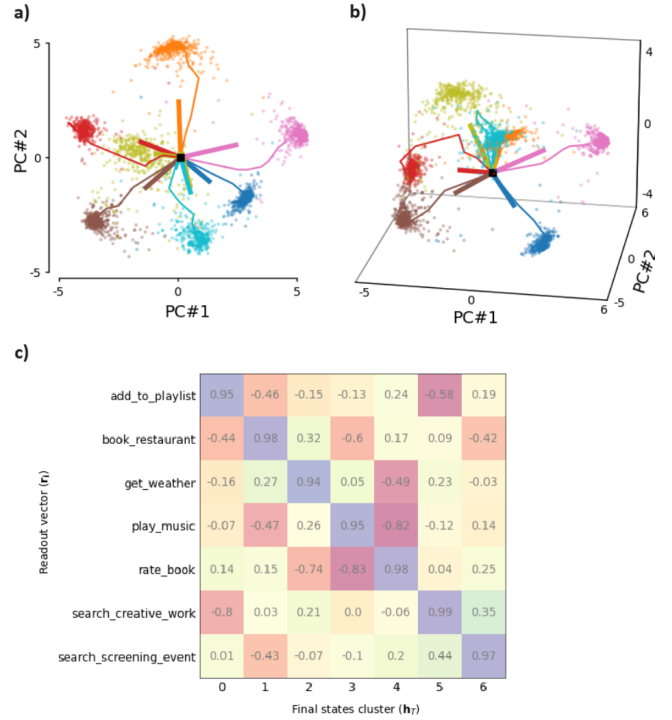 a)
b)
5
0
-5
PC#2
-5
0
5
PC#1
4
0
-4
6
0
-5
PC#2
-5
0
6
PC#1
c)
Readout vector (rᵢ)
add_to_playlist 0.95 -0.46 -0.15 -0.13 0.24 -0.58 0.19
book_restaurant -0.44 0.98 0.32 -0.6 0.17 0.09 -0.42
get_weather -0.16 0.27 0.94 0.05 -0.49 0.23 -0.03
play_music -0.07 -0.47 0.26 0.95 -0.82 -0.12 0.14
rate_book 0.14 0.15 -0.74 -0.83 0.98 0.04 0.25
search_creative_work -0.8 0.03 0.21 0.0 -0.06 0.99 0.35
search_screening_event 0.01 -0.43 -0.07 -0.1 0.2 0.44 0.97
0 1 2 3 4 5 6
Final states cluster (h_T)